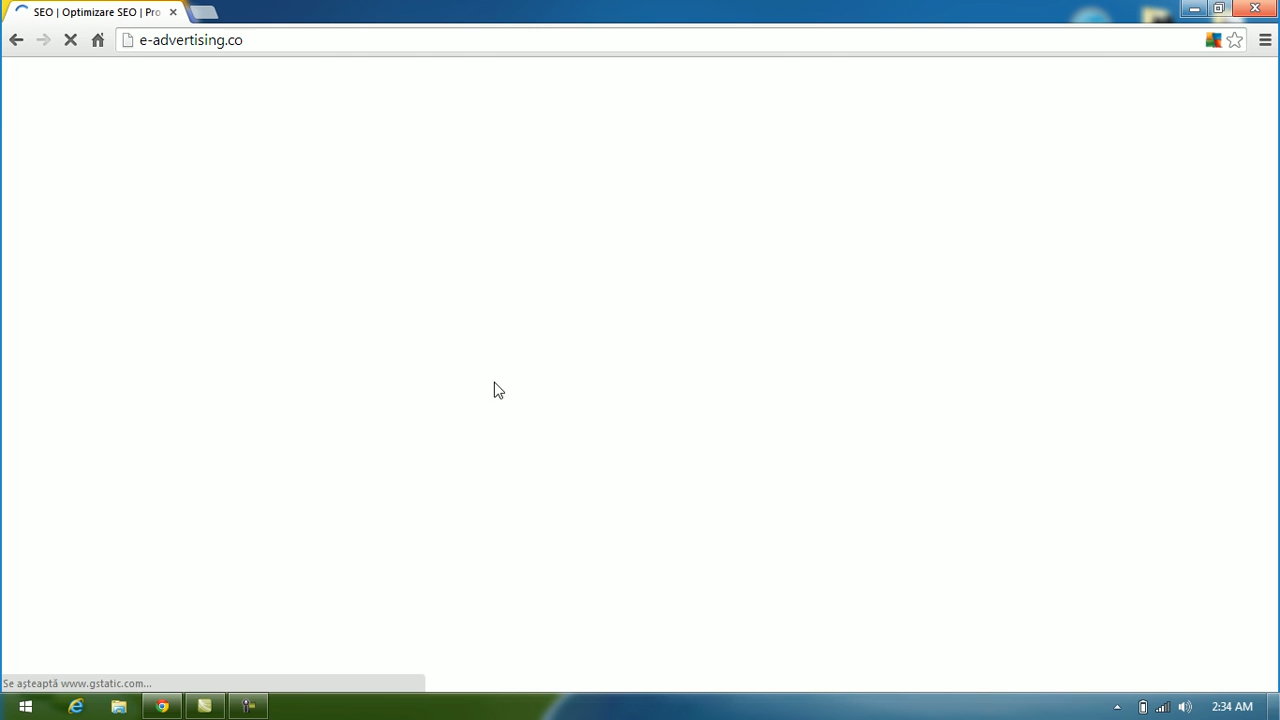 SEO | Optimizare SEO | Pro
e-advertising.co
Se așteaptă www.gstatic.com...
2:34 AM